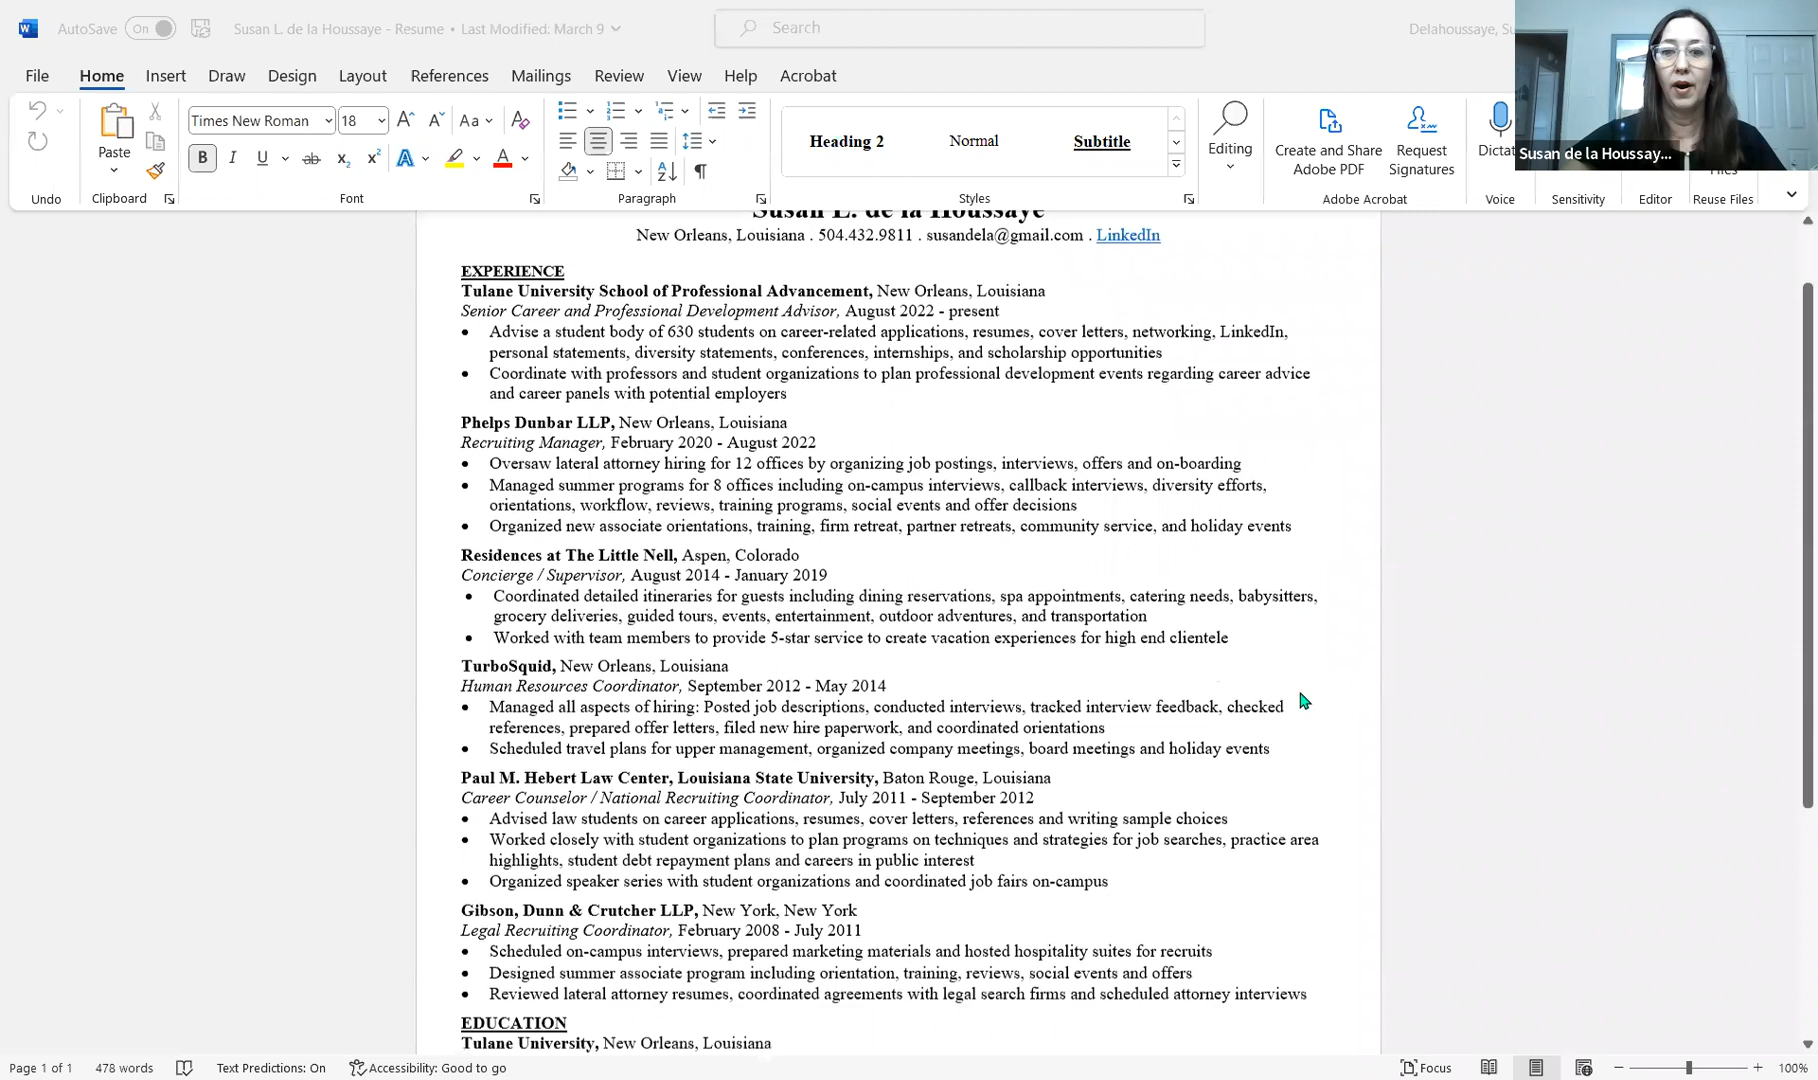 AutoSave On Susan L. de la Houssaye - Resume • Last Modified: March 9 Search Delahoussaye,
File Home Insert Draw Design Layout References Mailings Review View Help Acrobat
Times New Roman 18 Aa
Paste
B I U ab x₂ x² A A
Heading 2 Normal Subtitle
Editing
Create and Share Adobe PDF
Request Signatures
Susan de la Houssay...
Undo Clipboard Font Paragraph Styles Adobe Acrobat Voice Sensitivity Editor Reuse Files
Susan L. de la Houssaye
New Orleans, Louisiana . 504.432.9811 . susandela@gmail.com . LinkedIn
EXPERIENCE
Tulane University School of Professional Advancement, New Orleans, Louisiana
Senior Career and Professional Development Advisor, August 2022 - present
• Advise a student body of 630 students on career-related applications, resumes, cover letters, networking, LinkedIn,
personal statements, diversity statements, conferences, internships, and scholarship opportunities
• Coordinate with professors and student organizations to plan professional development events regarding career advice
and career panels with potential employers
Phelps Dunbar LLP, New Orleans, Louisiana
Recruiting Manager, February 2020 - August 2022
• Oversaw lateral attorney hiring for 12 offices by organizing job postings, interviews, offers and on-boarding
• Managed summer programs for 8 offices including on-campus interviews, callback interviews, diversity efforts,
orientations, workflow, reviews, training programs, social events and offer decisions
• Organized new associate orientations, training, firm retreat, partner retreats, community service, and holiday events
Residences at The Little Nell, Aspen, Colorado
Concierge / Supervisor, August 2014 - January 2019
• Coordinated detailed itineraries for guests including dining reservations, spa appointments, catering needs, babysitters,
grocery deliveries, guided tours, events, entertainment, outdoor adventures, and transportation
• Worked with team members to provide 5-star service to create vacation experiences for high end clientele
TurboSquid, New Orleans, Louisiana
Human Resources Coordinator, September 2012 - May 2014
• Managed all aspects of hiring: Posted job descriptions, conducted interviews, tracked interview feedback, checked
references, prepared offer letters, filed new hire paperwork, and coordinated orientations
• Scheduled travel plans for upper management, organized company meetings, board meetings and holiday events
Paul M. Hebert Law Center, Louisiana State University, Baton Rouge, Louisiana
Career Counselor / National Recruiting Coordinator, July 2011 - September 2012
• Advised law students on career applications, resumes, cover letters, references and writing sample choices
• Worked closely with student organizations to plan programs on techniques and strategies for job searches, practice area
highlights, student debt repayment plans and careers in public interest
• Organized speaker series with student organizations and coordinated job fairs on-campus
Gibson, Dunn & Crutcher LLP, New York, New York
Legal Recruiting Coordinator, February 2008 - July 2011
• Scheduled on-campus interviews, prepared marketing materials and hosted hospitality suites for recruits
• Designed summer associate program including orientation, training, reviews, social events and offers
• Reviewed lateral attorney resumes, coordinated agreements with legal search firms and scheduled attorney interviews
EDUCATION
Tulane University, New Orleans, Louisiana
Page 1 of 1 478 words Text Predictions: On Accessibility: Good to go Focus 100%